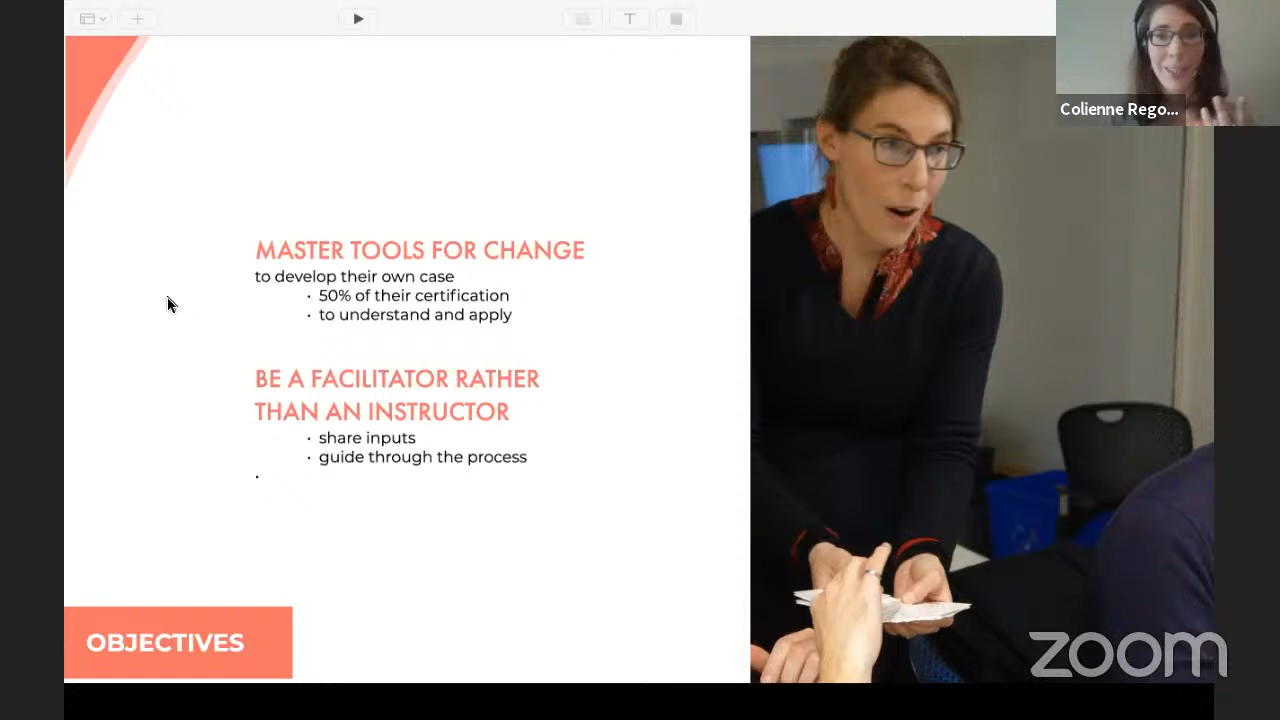 Colienne Rego...
MASTER TOOLS FOR CHANGE
to develop their own case
· 50% of their certification
· to understand and apply
BE A FACILITATOR RATHER
THAN AN INSTRUCTOR
· share inputs
· guide through the process
·
OBJECTIVES
zoom